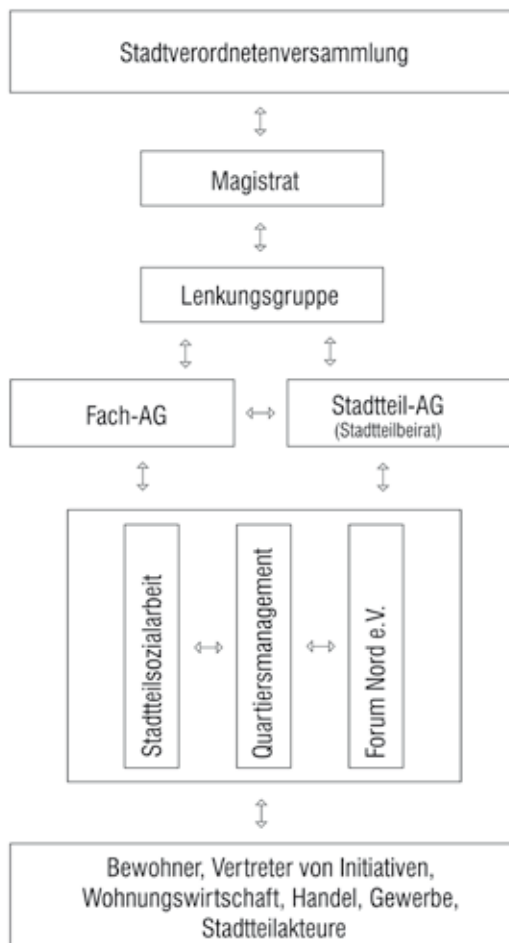 Stadtverordnetenversammlung
Magistrat
Lenkungsgruppe
Fach-AG
Stadtteil-AG
(Stadtteilbeirat)
Stadtteilsozialarbeit
Quartiersmanagement
Forum Nord e.V.
Bewohner, Vertreter von Initiativen,
Wohnungswirtschaft, Handel, Gewerbe,
Stadtteilakteure